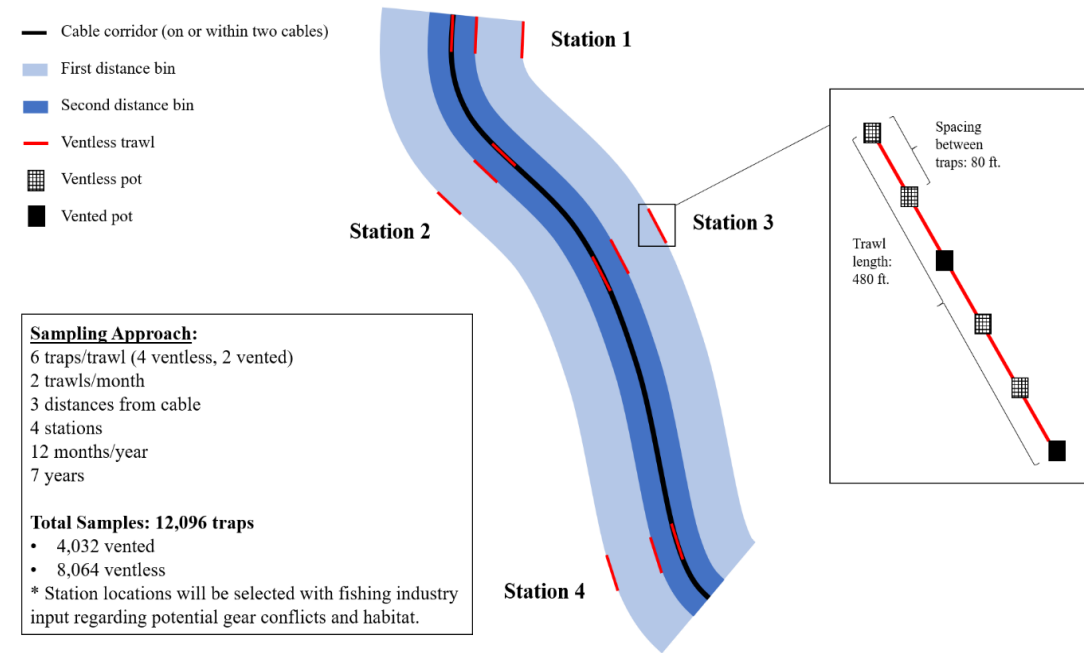 Cable corridor (on or within two cables)
First distance bin
Second distance bin
Ventless trawl
Ventless pot
Vented pot
Station 1
Station 2
Station 3
Station 4
Spacing
between
traps: 80 ft.
Trawl
length:
480 ft.
Sampling Approach:
6 traps/trawl (4 ventless, 2 vented)
2 trawls/month
3 distances from cable
4 stations
12 months/year
7 years
Total Samples: 12,096 traps
• 4,032 vented
• 8,064 ventless
* Station locations will be selected with fishing industry
input regarding potential gear conflicts and habitat.